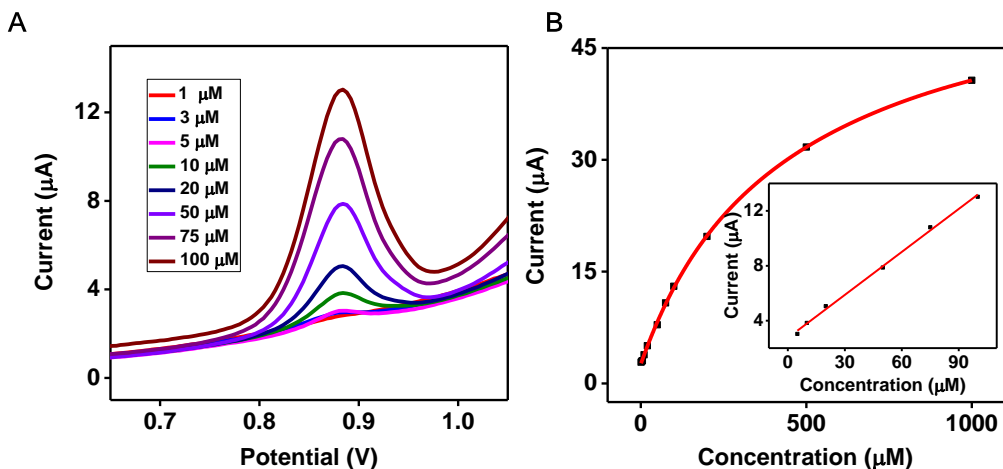 A
12
8
4
0
Current (μA)
1 μM
3 μM
5 μM
10 μM
20 μM
50 μM
75 μM
100 μM
0.7
0.8
0.9
1.0
Potential (V)
B
45
30
15
0
Current (μA)
12
8
4
Current (μA)
0
30
60
90
Concentration (μM)
0
500
1000
Concentration (μM)